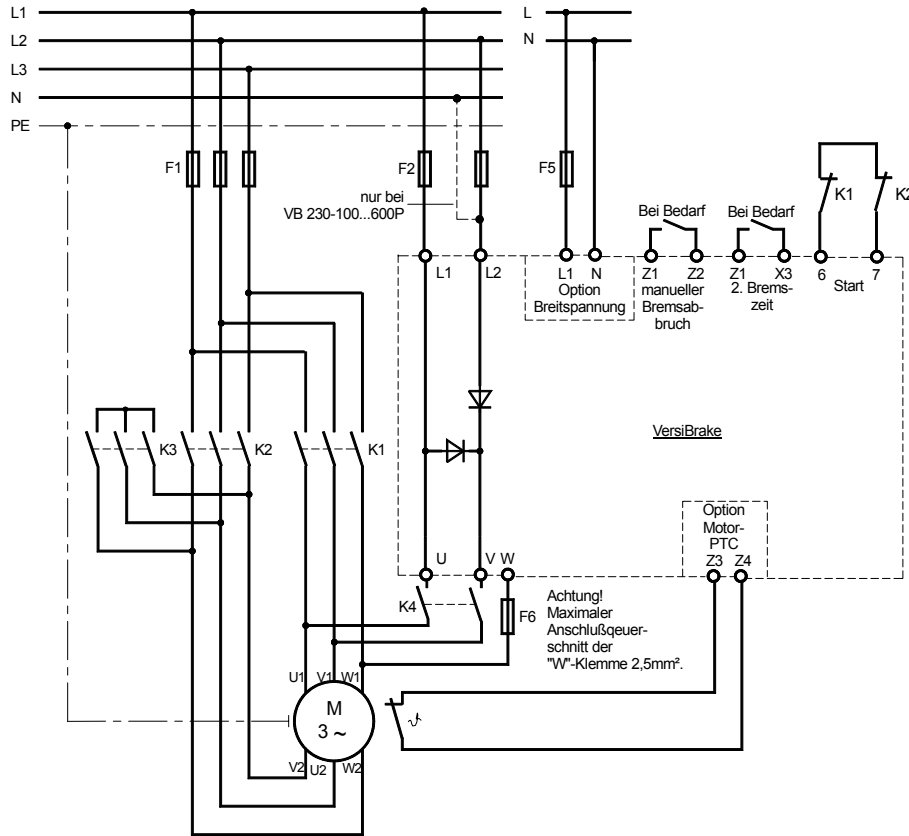 L1
L2
L3
N
PE
L
N
F1
F2
F5
nur bei
VB 230-100...600P
K1
K2
Bei Bedarf
Bei Bedarf
L1
L2
L1
N
Option
Breitspannung
Z1
Z2
manueller
Bremsab-
bruch
Z1
X3
2. Brems-
zeit
6
7
Start
K3
K2
K1
VersiBrake
Option
Motor-
PTC
Z3
Z4
U
V
W
K4
F6
Achtung!
Maximaler
Anschlußqeuer-
schnitt der
"W"-Klemme 2,5mm².
U1
V1
W1
M
3 ~
ϑ
V2
U2
W2